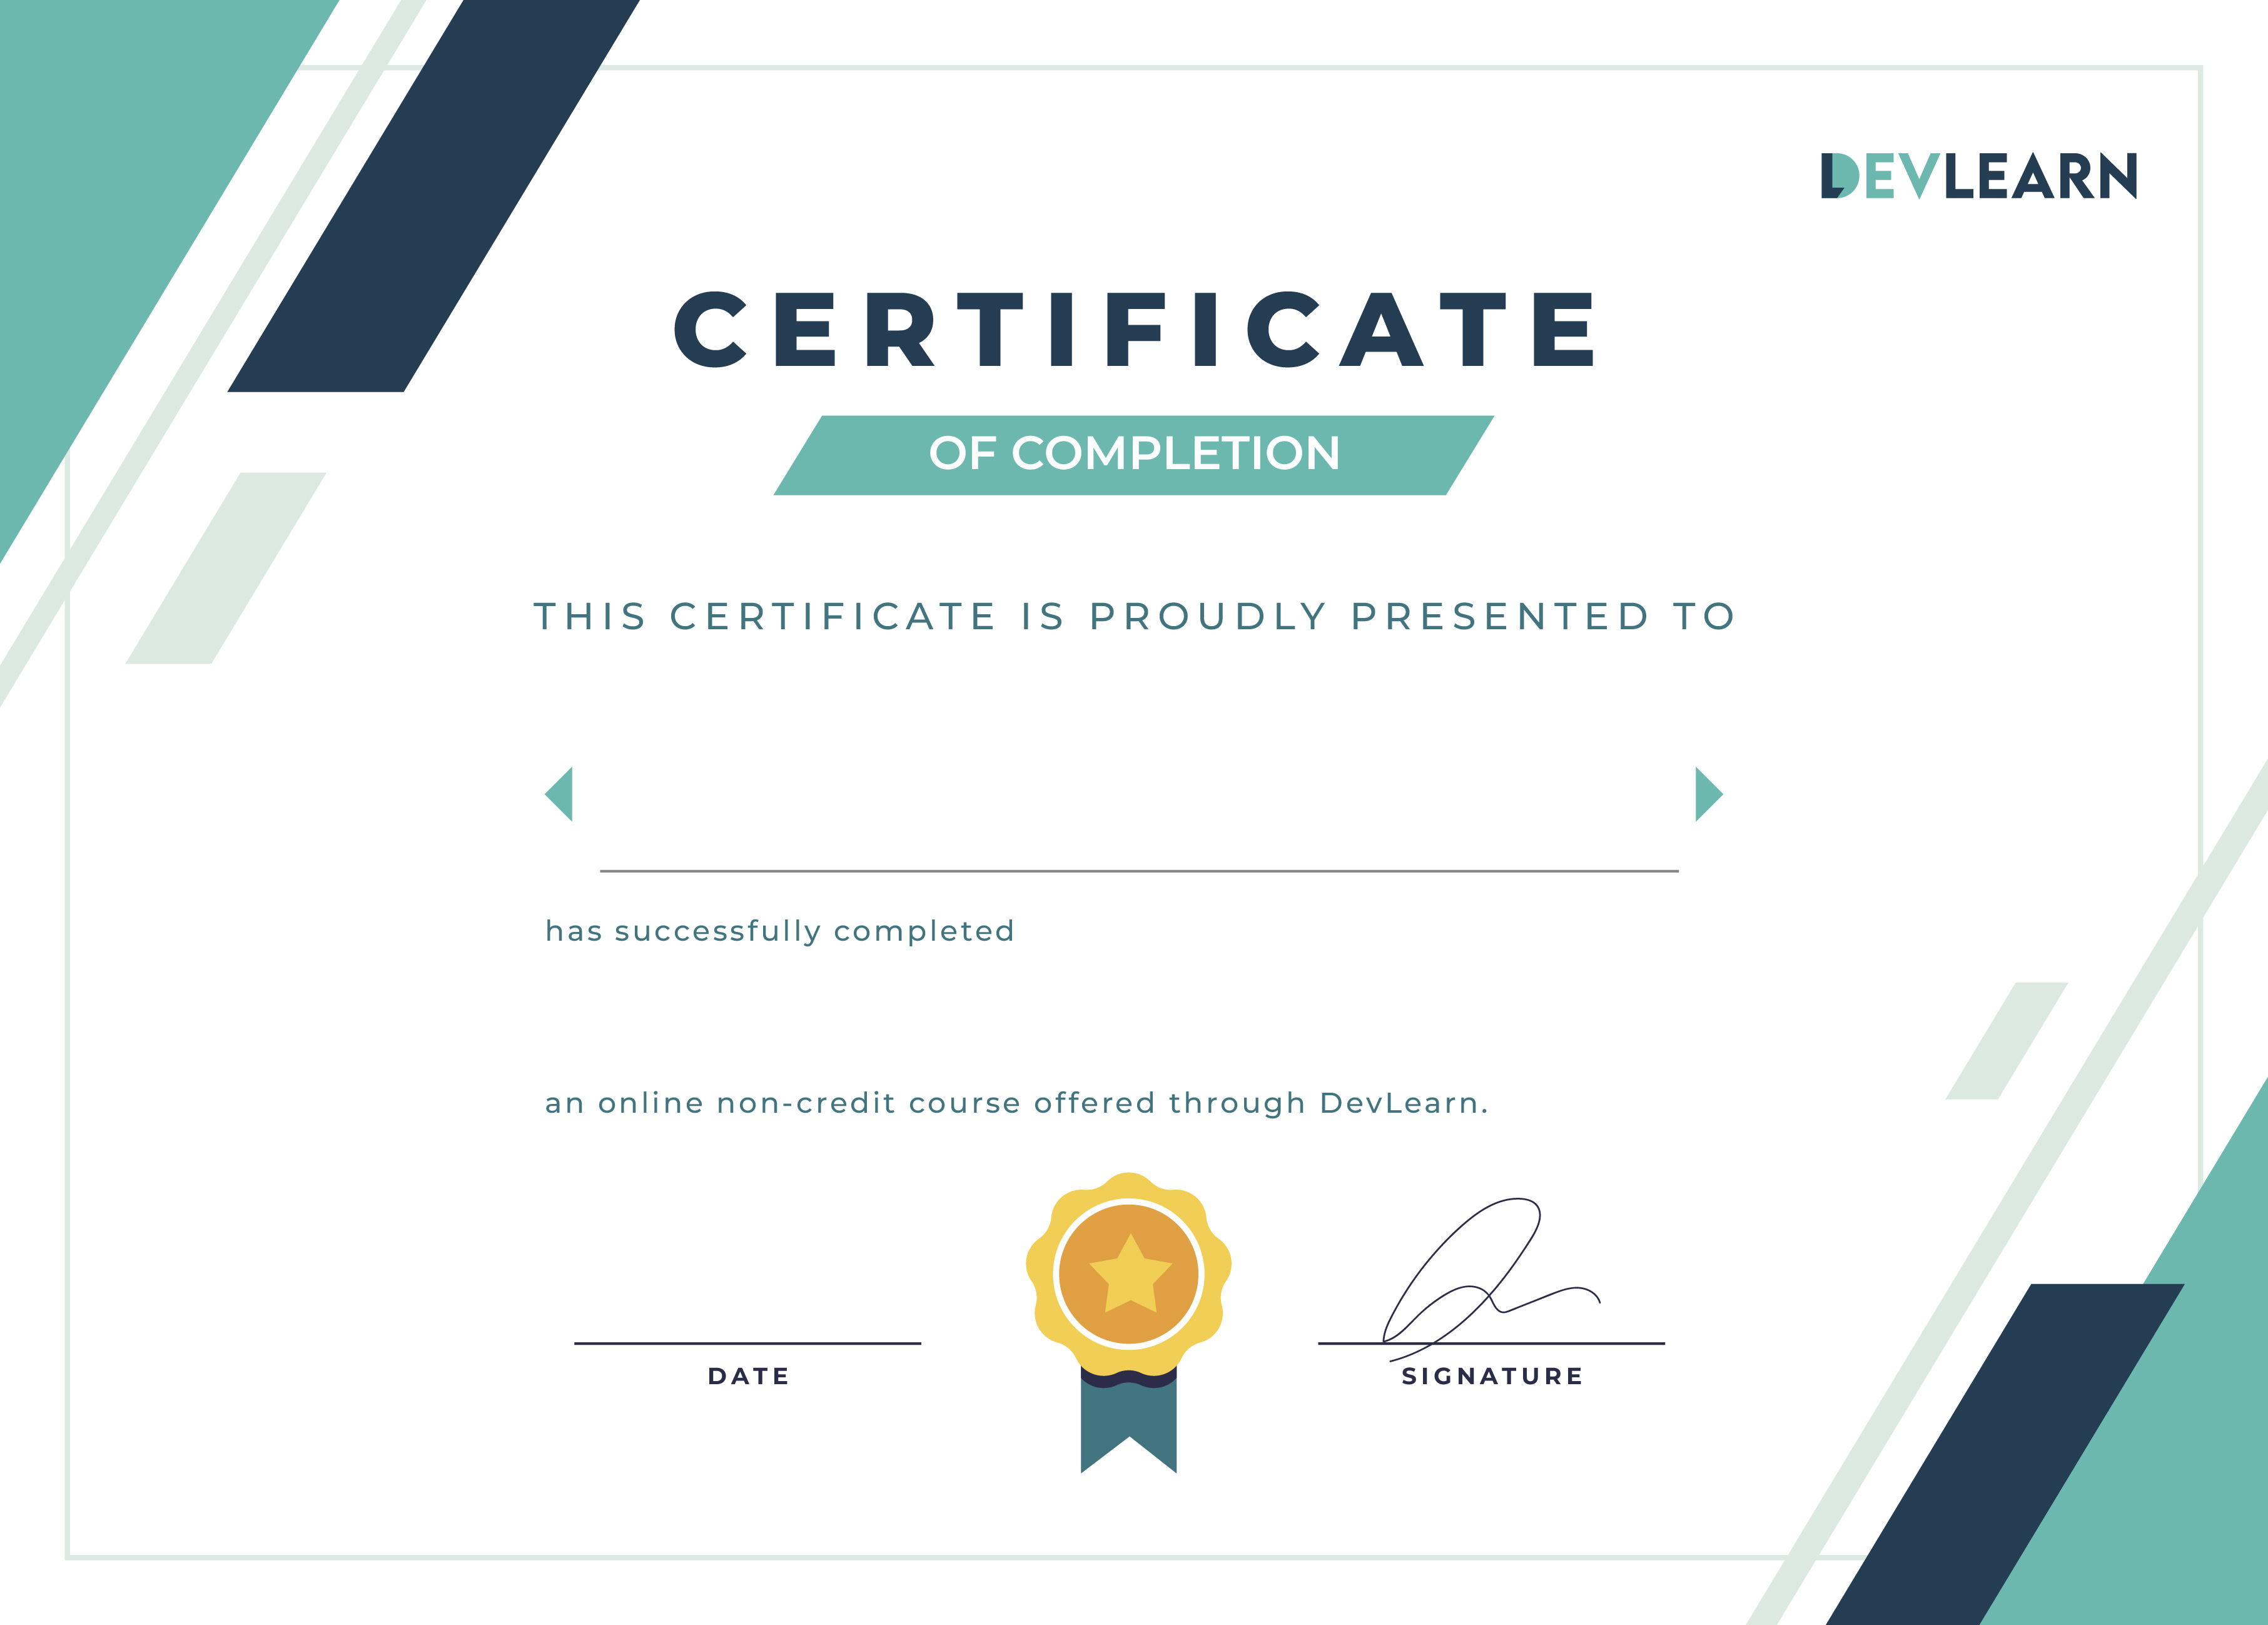 DEVLEARN
CERTIFICATE
OF COMPLETION
THIS CERTIFICATE IS PROUDLY PRESENTED TO
has successfully completed
an online non-credit course offered through DevLearn.
DATE
SIGNATURE